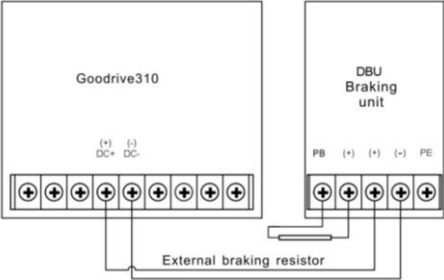 Goodrive310
(+) (-)
DC+ DC-
DBU
Braking
unit
PB (+) (+) (-) PE
External braking resistor